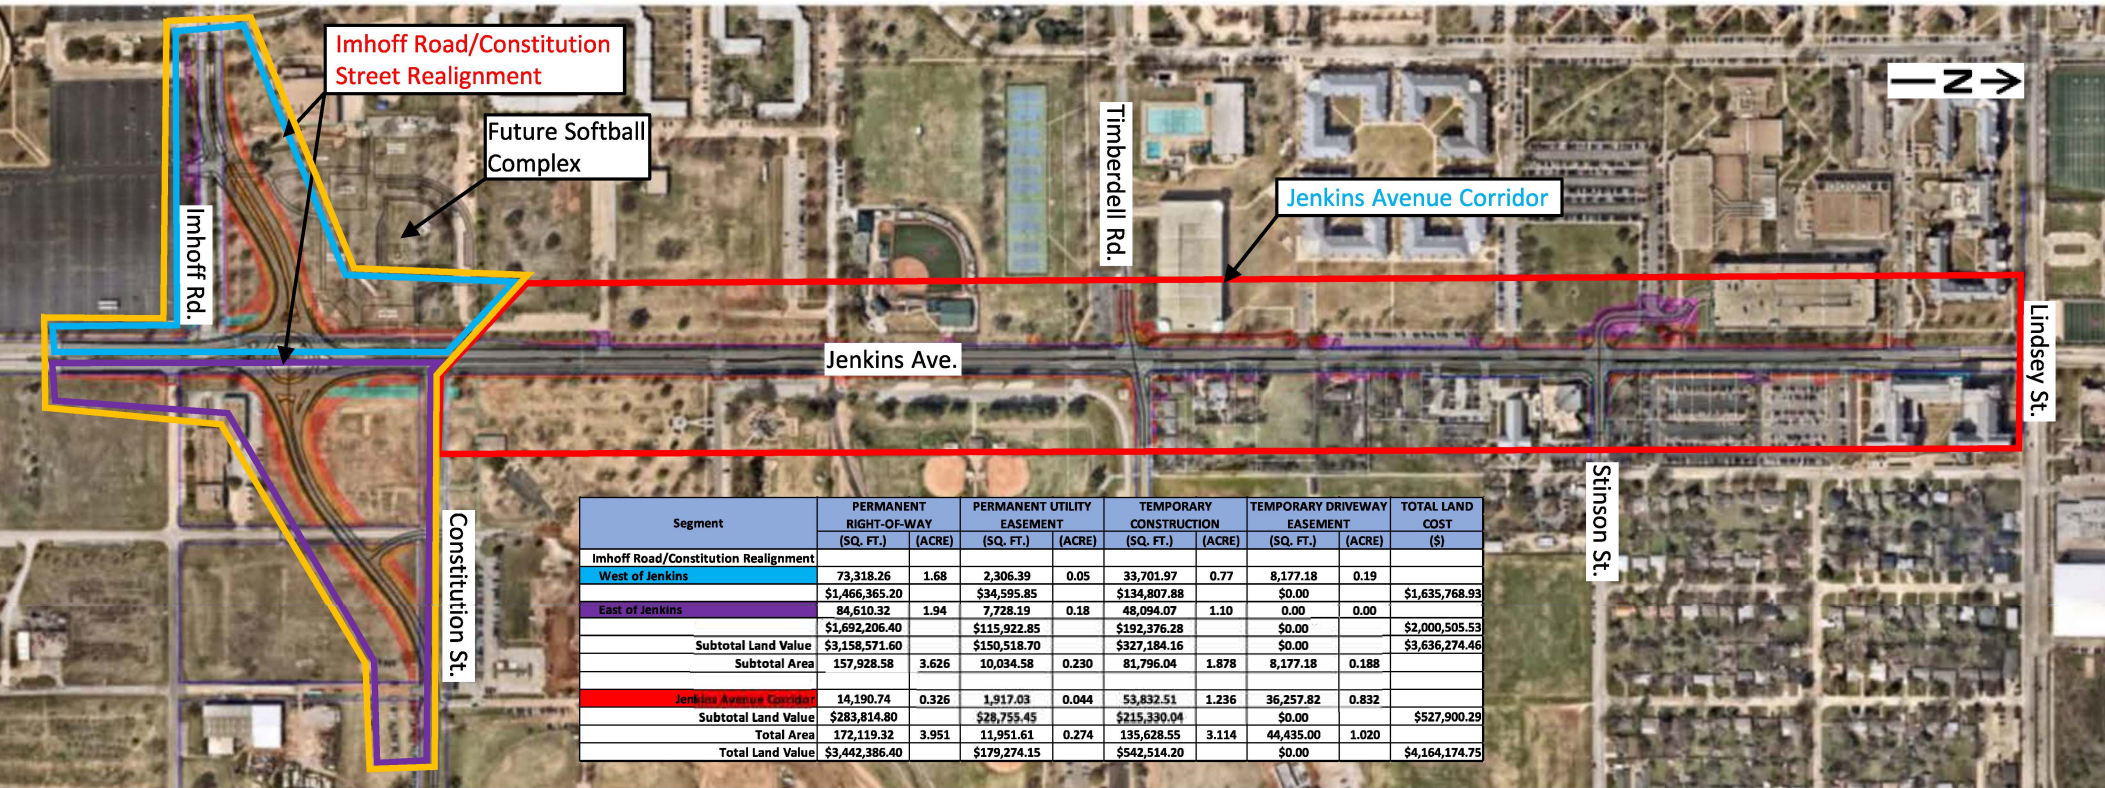 Imhoff Road/Constitution
Street Realignment
Future Softball
Complex
Imhoff Rd.
Timberdell Rd.
Jenkins Avenue Corridor
N
Jenkins Ave.
Lindsey St.
Constitution St.
Stinson St.
Segment PERMANENT RIGHT-OF-WAY PERMANENT UTILITY EASEMENT TEMPORARY CONSTRUCTION TEMPORARY DRIVEWAY EASEMENT TOTAL LAND COST
(SQ. FT.) (ACRE) (SQ. FT.) (ACRE) (SQ. FT.) (ACRE) (SQ. FT.) (ACRE) ($)
Imhoff Road/Constitution Realignment
West of Jenkins 73,318.26 1.68 2,306.39 0.05 33,701.97 0.77 8,177.18 0.19
$1,466,365.20 $34,595.85 $134,807.88 $0.00 $1,635,768.93
East of Jenkins 84,610.32 1.94 7,728.19 0.18 48,094.07 1.10 0.00 0.00
$1,692,206.40 $115,922.85 $192,376.28 $0.00 $2,000,505.53
Subtotal Land Value $3,158,571.60 $150,518.70 $327,184.16 $0.00 $3,636,274.46
Subtotal Area 157,928.58 3.626 10,034.58 0.230 81,796.04 1.878 8,177.18 0.188
Jenkins Avenue Corridor 14,190.74 0.326 1,917.03 0.044 53,832.51 1.236 36,257.82 0.832
Subtotal Land Value $283,814.80 $28,755.45 $215,330.04 $0.00 $527,900.29
Total Area 172,119.32 3.951 11,951.61 0.274 135,628.55 3.114 44,435.00 1.020
Total Land Value $3,442,386.40 $179,274.15 $542,514.20 $0.00 $4,164,174.75